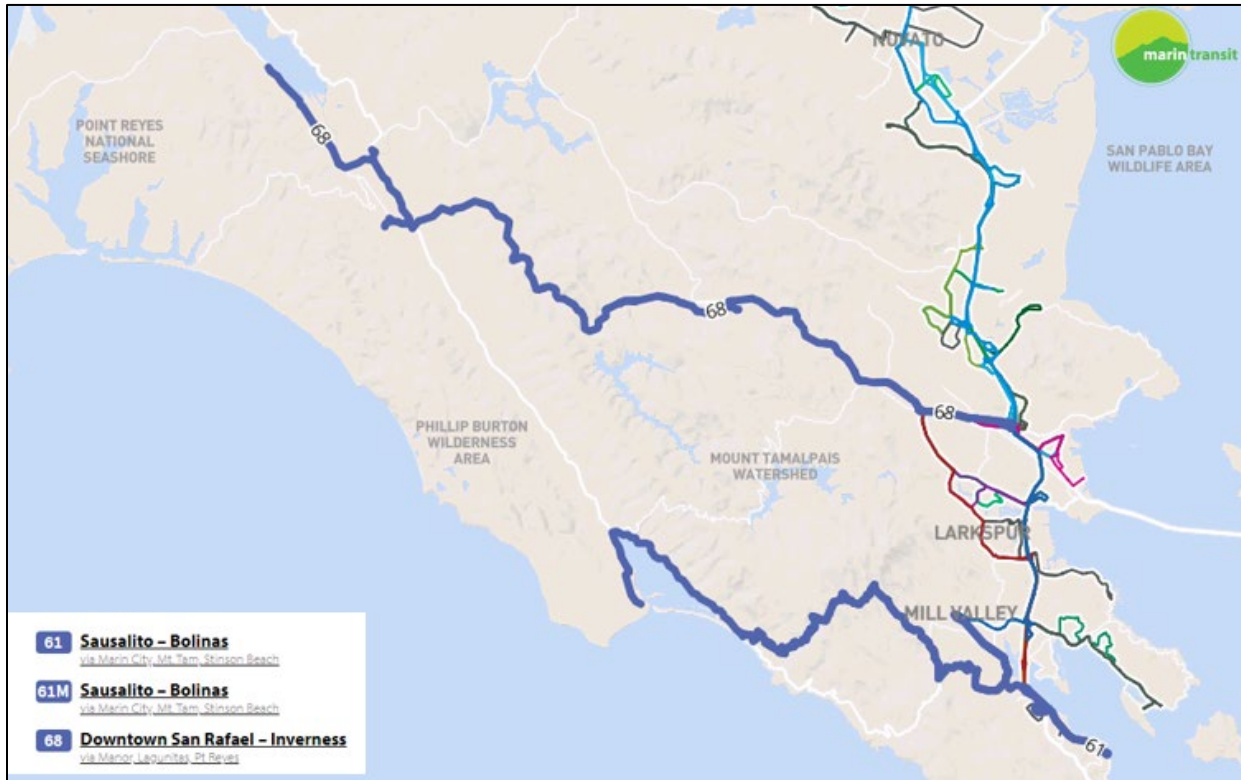 NOVATO
marintransit
POINT REYES
NATIONAL
SEASHORE
SAN PABLO BAY
WILDLIFE AREA
68
68
68
PHILLIP BURTON
WILDERNESS
AREA
MOUNT TAMALPAIS
WATERSHED
LARKSPUR
MILL VALLEY
61
61 Sausalito – Bolinas
via Marin City, Mt. Tam, Stinson Beach
61M Sausalito – Bolinas
via Marin City, Mt. Tam, Stinson Beach
68 Downtown San Rafael – Inverness
via Manor, Lagunitas, Pt Reyes